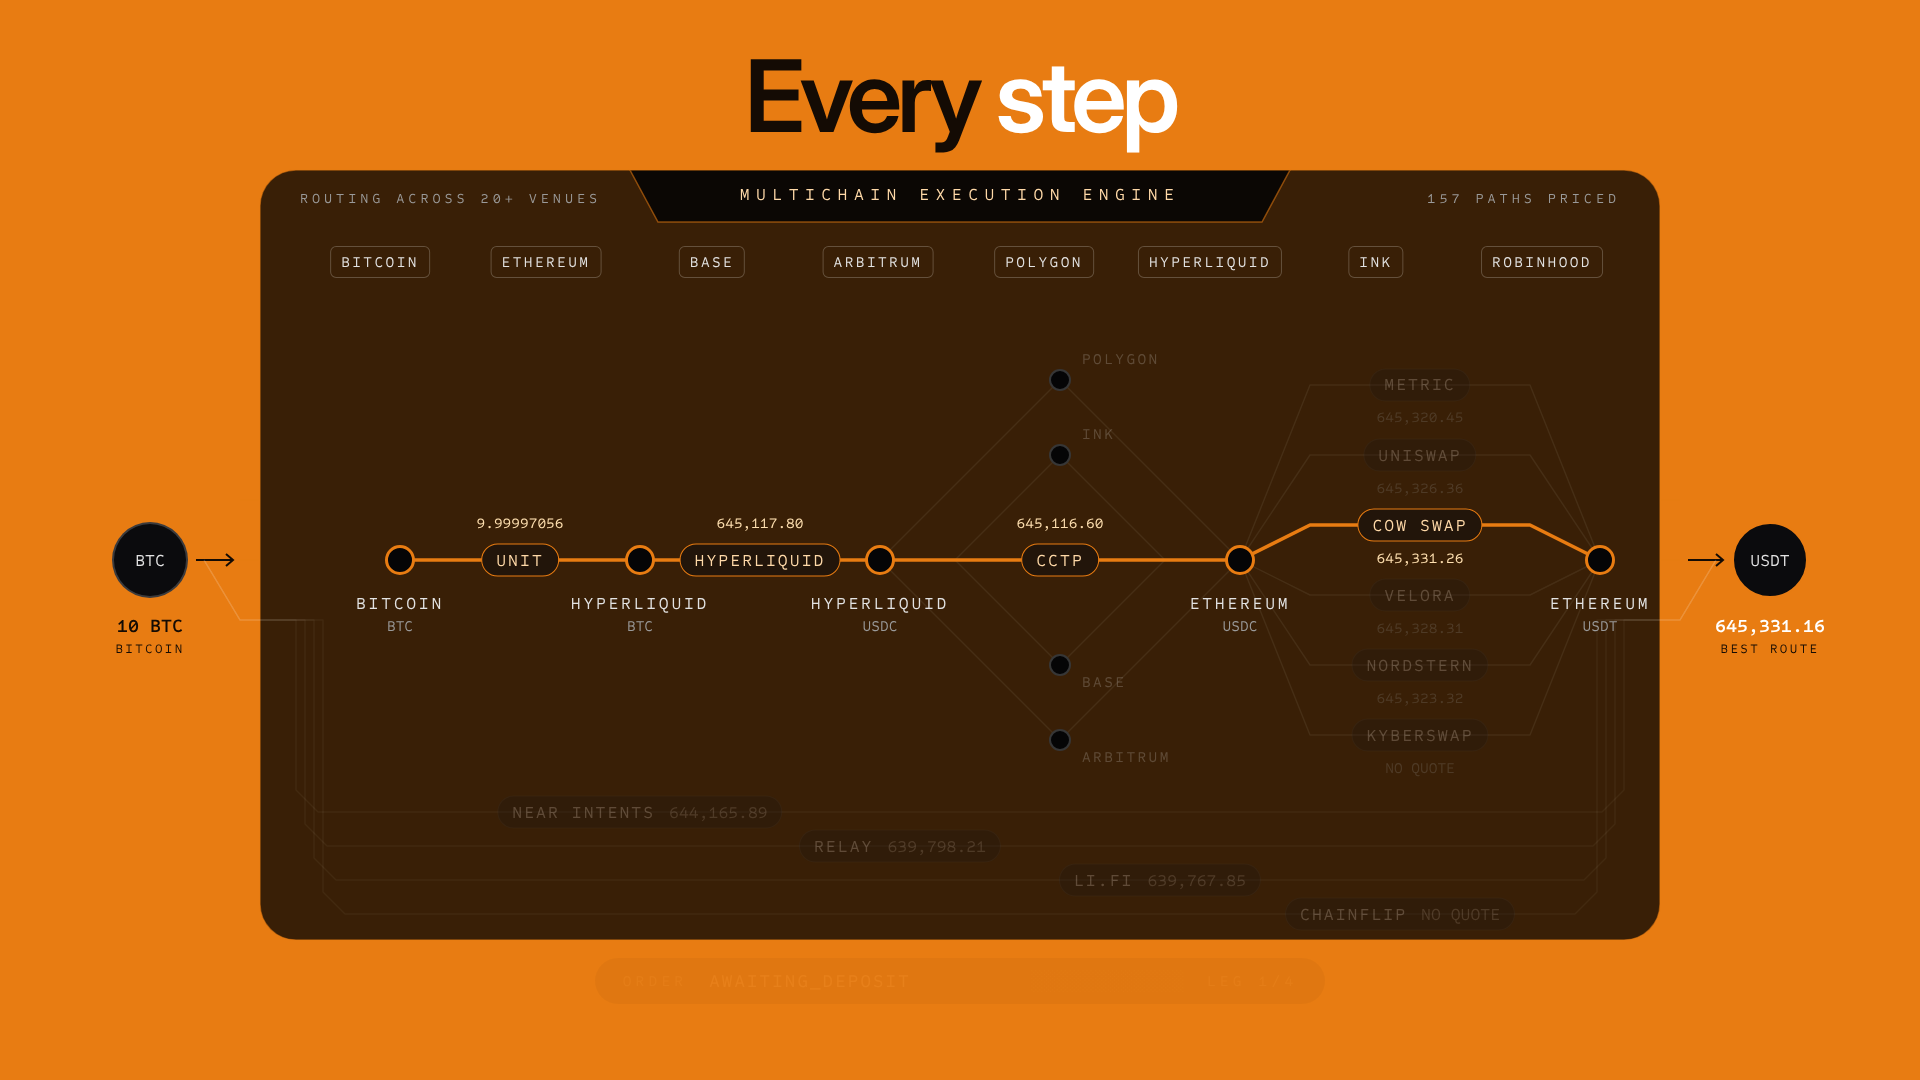 Every step
ROUTING ACROSS 20+ VENUES
MULTICHAIN EXECUTION ENGINE
157 PATHS PRICED
BITCOIN
ETHEREUM
BASE
ARBITRUM
POLYGON
HYPERLIQUID
INK
ROBINHOOD
POLYGON
METRIC
645,320.45
INK
UNISWAP
645,326.36
9.99997056
645,117.80
645,116.60
COW SWAP
645,331.26
BTC
UNIT
HYPERLIQUID
CCTP
USDT
VELORA
645,328.31
BITCOIN
BTC
HYPERLIQUID
BTC
HYPERLIQUID
USDC
ETHEREUM
USDC
ETHEREUM
USDT
10 BTC
BITCOIN
645,331.16
BEST ROUTE
NORDSTERN
645,323.32
BASE
KYBERSWAP
NO QUOTE
ARBITRUM
NEAR INTENTS 644,165.89
RELAY 639,798.21
LI.FI 639,767.85
CHAINFLIP NO QUOTE
ORDER AWAITING_DEPOSIT
LEG 1/4